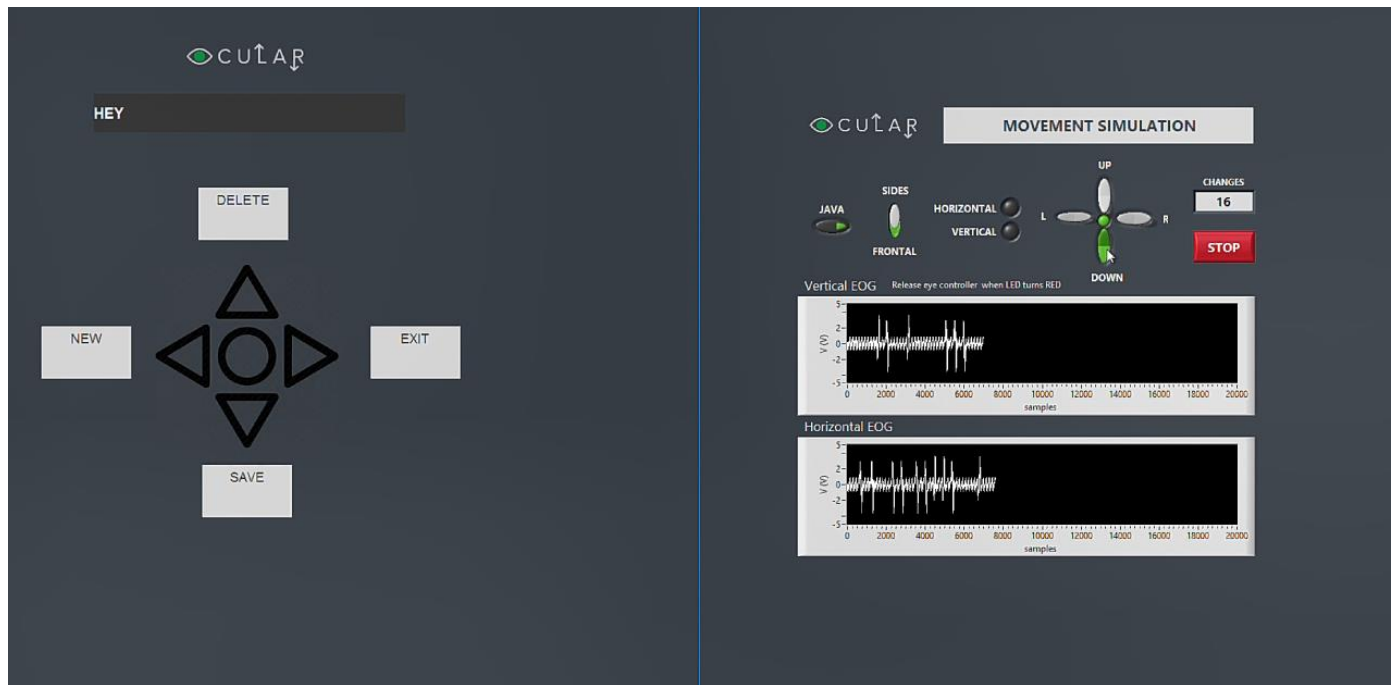 OCULAR
HEY
DELETE
NEW
EXIT
SAVE
OCULAR
MOVEMENT SIMULATION
JAVA
SIDES
FRONTAL
HORIZONTAL
VERTICAL
UP
L
R
DOWN
CHANGES
16
STOP
Vertical EOG Release eye controller when LED turns RED
5
2
0
-2
-5
V (V)
0 2000 4000 6000 8000 10000 12000 14000 16000 18000 20000
samples
Horizontal EOG
5
2
0
-2
-5
V (V)
0 2000 4000 6000 8000 10000 12000 14000 16000 18000 20000
samples